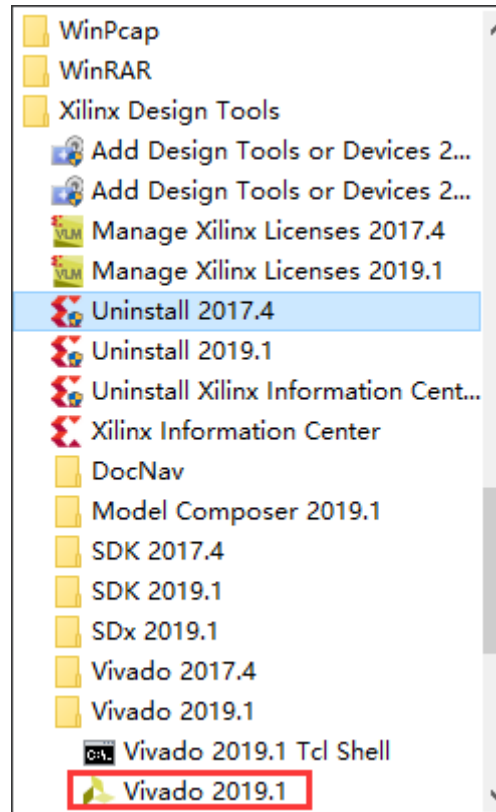 WinPcap
WinRAR
Xilinx Design Tools
Add Design Tools or Devices 2...
Add Design Tools or Devices 2...
VLM Manage Xilinx Licenses 2017.4
VLM Manage Xilinx Licenses 2019.1
Uninstall 2017.4
Uninstall 2019.1
Uninstall Xilinx Information Cent...
Xilinx Information Center
DocNav
Model Composer 2019.1
SDK 2017.4
SDK 2019.1
SDx 2019.1
Vivado 2017.4
Vivado 2019.1
C:\. Vivado 2019.1 Tcl Shell
Vivado 2019.1